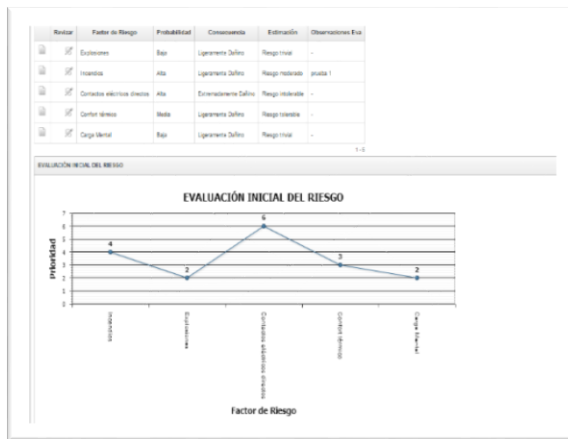 Revisar Factor de Riesgo Probabilidad Consecuencia Estimación Observaciones Eva
Explosiones Baja Ligeramente Dañino Riesgo trivial -
Incendios Alta Ligeramente Dañino Riesgo moderado prueba 1
Contactos eléctricos directos Alta Extremadamente Dañino Riesgo intolerable -
Confort térmico Media Ligeramente Dañino Riesgo tolerable -
Carga Mental Baja Ligeramente Dañino Riesgo trivial -
1 - 5
EVALUACIÓN INICIAL DEL RIESGO
EVALUACIÓN INICIAL DEL RIESGO
Prioridad
7
6
5
4
3
2
1
0
4
2
6
3
2
Incendios
Explosiones
Contactos eléctricos directos
Confort térmico
Carga Mental
Factor de Riesgo